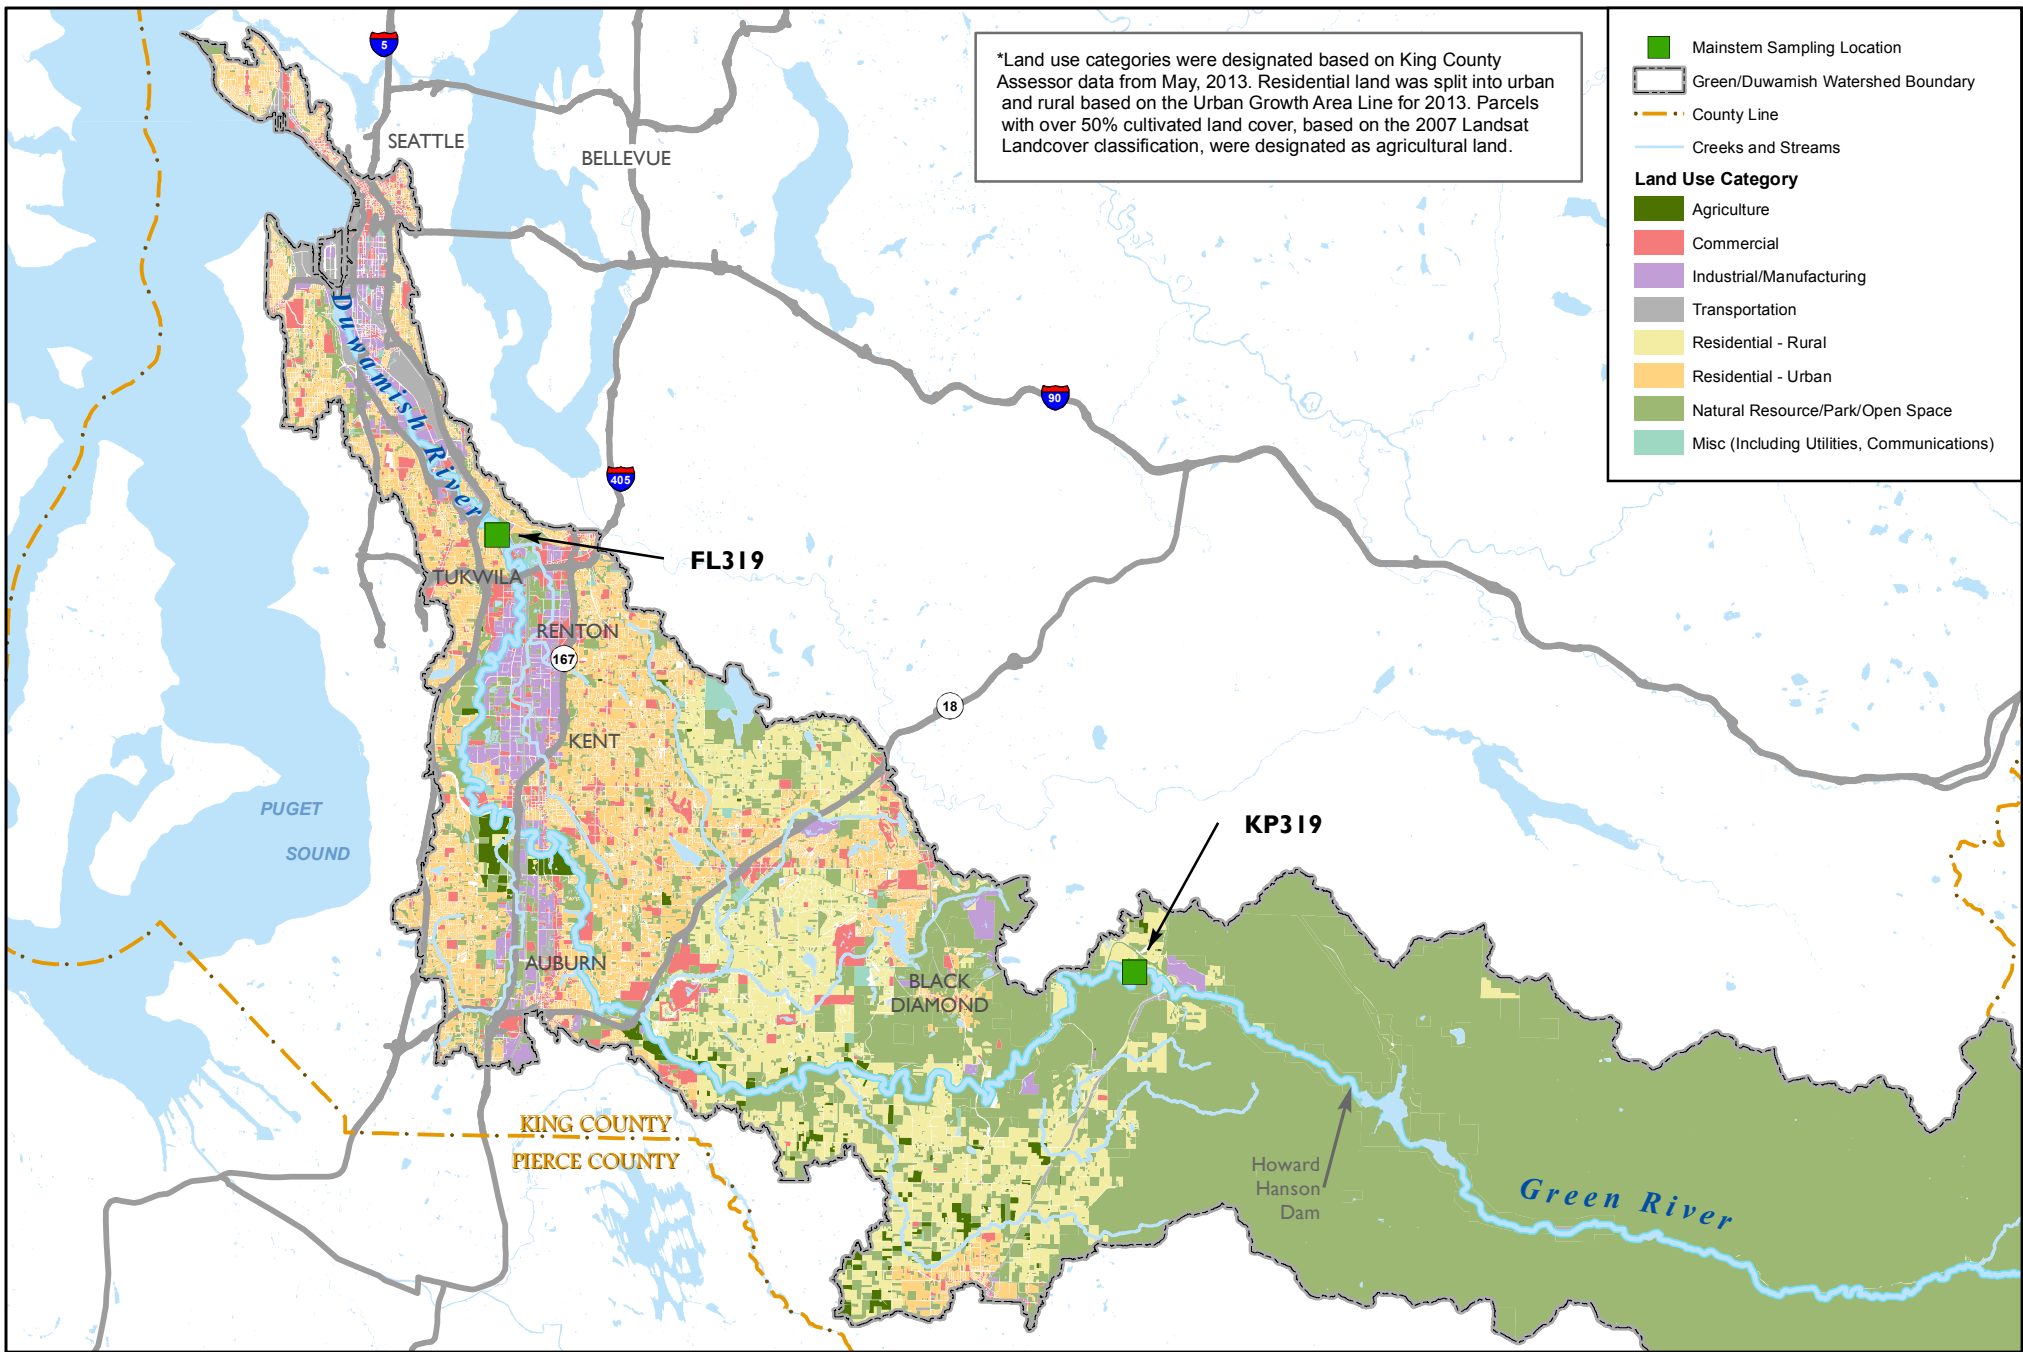 *Land use categories were designated based on King County
Assessor data from May, 2013. Residential land was split into urban
and rural based on the Urban Growth Area Line for 2013. Parcels
with over 50% cultivated land cover, based on the 2007 Landsat
Landcover classification, were designated as agricultural land.
Mainstem Sampling Location
Green/Duwamish Watershed Boundary
County Line
Creeks and Streams
Land Use Category
Agriculture
Commercial
Industrial/Manufacturing
Transportation
Residential - Rural
Residential - Urban
Natural Resource/Park/Open Space
Misc (Including Utilities, Communications)
5
SEATTLE
BELLEVUE
Duwamish River
90
405
FL319
TUKWILA
RENTON
167
18
KENT
PUGET
SOUND
KP319
AUBURN
BLACK
DIAMOND
KING COUNTY
PIERCE COUNTY
Howard
Hanson
Dam
Green River